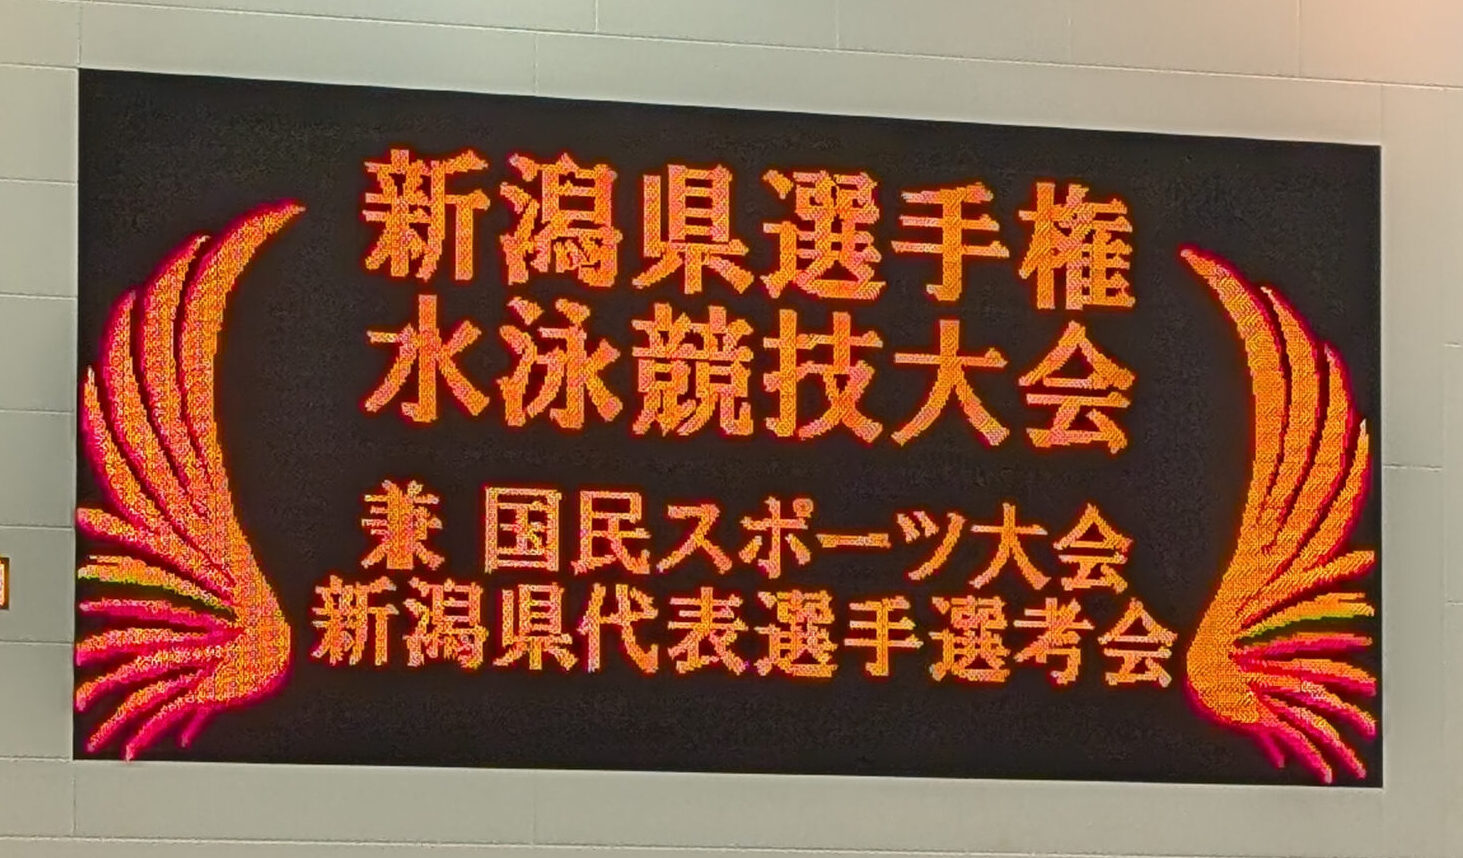 新潟県選手権
水泳競技大会
兼 国民スポーツ大会
新潟県代表選手選考会